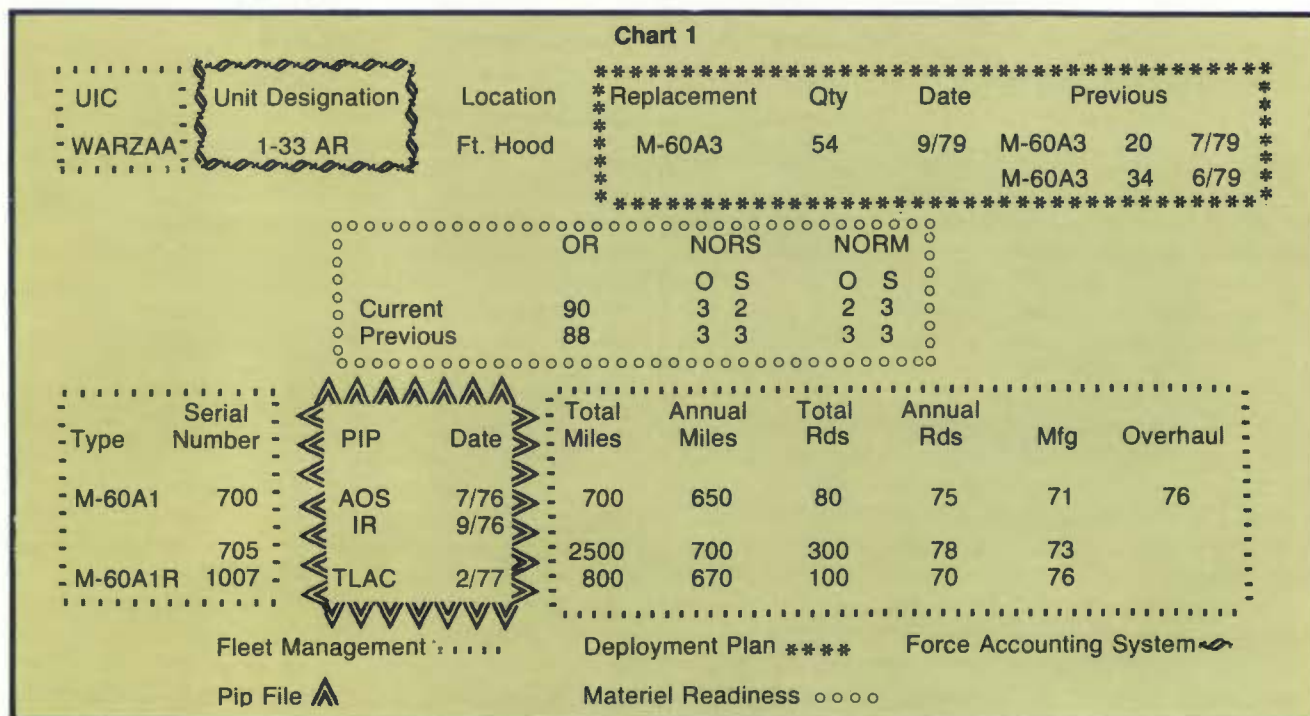 Chart 1
UIC Unit Designation Location Replacement Qty Date Previous
WARZAA 1-33 AR Ft. Hood M-60A3 54 9/79 M-60A3 20 7/79
M-60A3 34 6/79
OR NORS NORM
O S O S
Current 90 3 2 2 3
Previous 88 3 3 3 3
Serial Total Annual Total Annual
Type Number PIP Date Miles Miles Rds Rds Mfg Overhaul
M-60A1 700 AOS 7/76 700 650 80 75 71 76
IR 9/76
705 2500 700 300 78 73
M-60A1R 1007 TLAC 2/77 800 670 100 70 76
Fleet Management Deployment Plan **** Force Accounting System
Pip File Materiel Readiness oooo